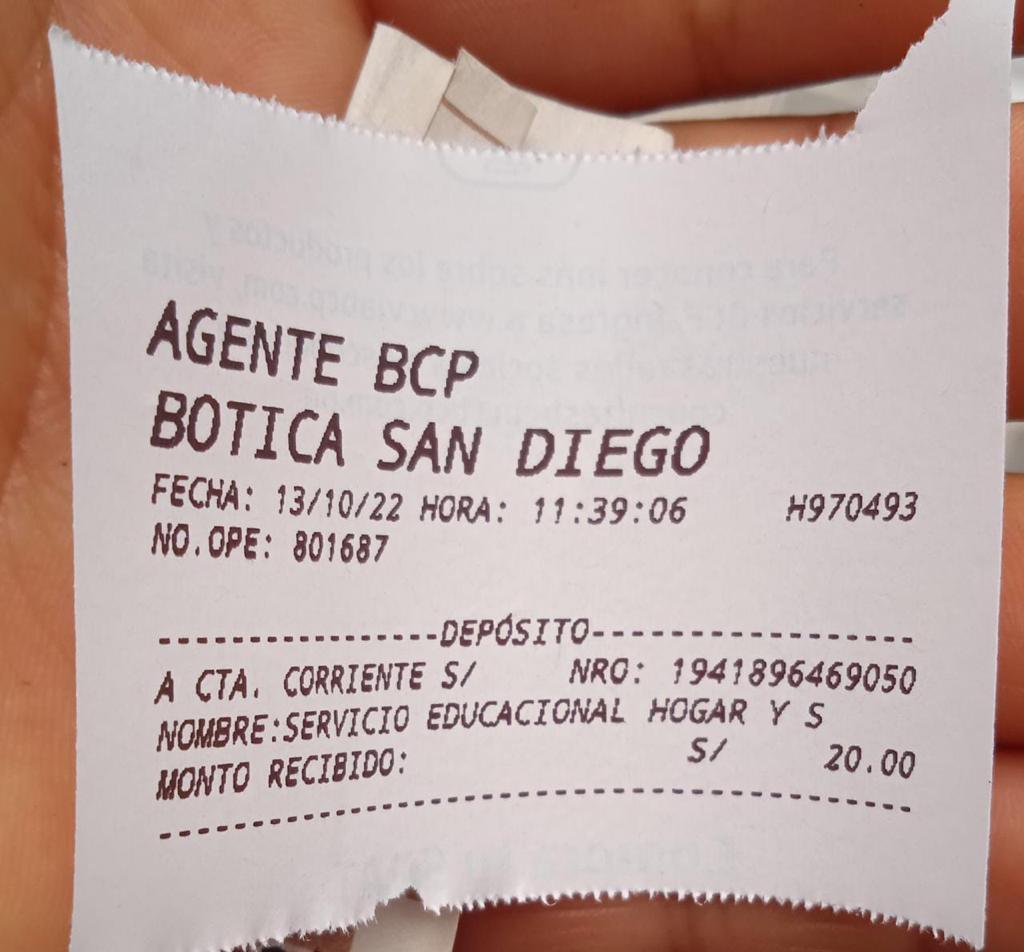 AGENTE BCP
BOTICA SAN DIEGO
FECHA: 13/10/22 HORA: 11:39:06 H970493
NO.OPE: 801687
-----------------DEPÓSITO------------------
A CTA. CORRIENTE S/ NRO: 1941896469050
NOMBRE:SERVICIO EDUCACIONAL HOGAR Y S
MONTO RECIBIDO: S/ 20.00
------------------------------------------